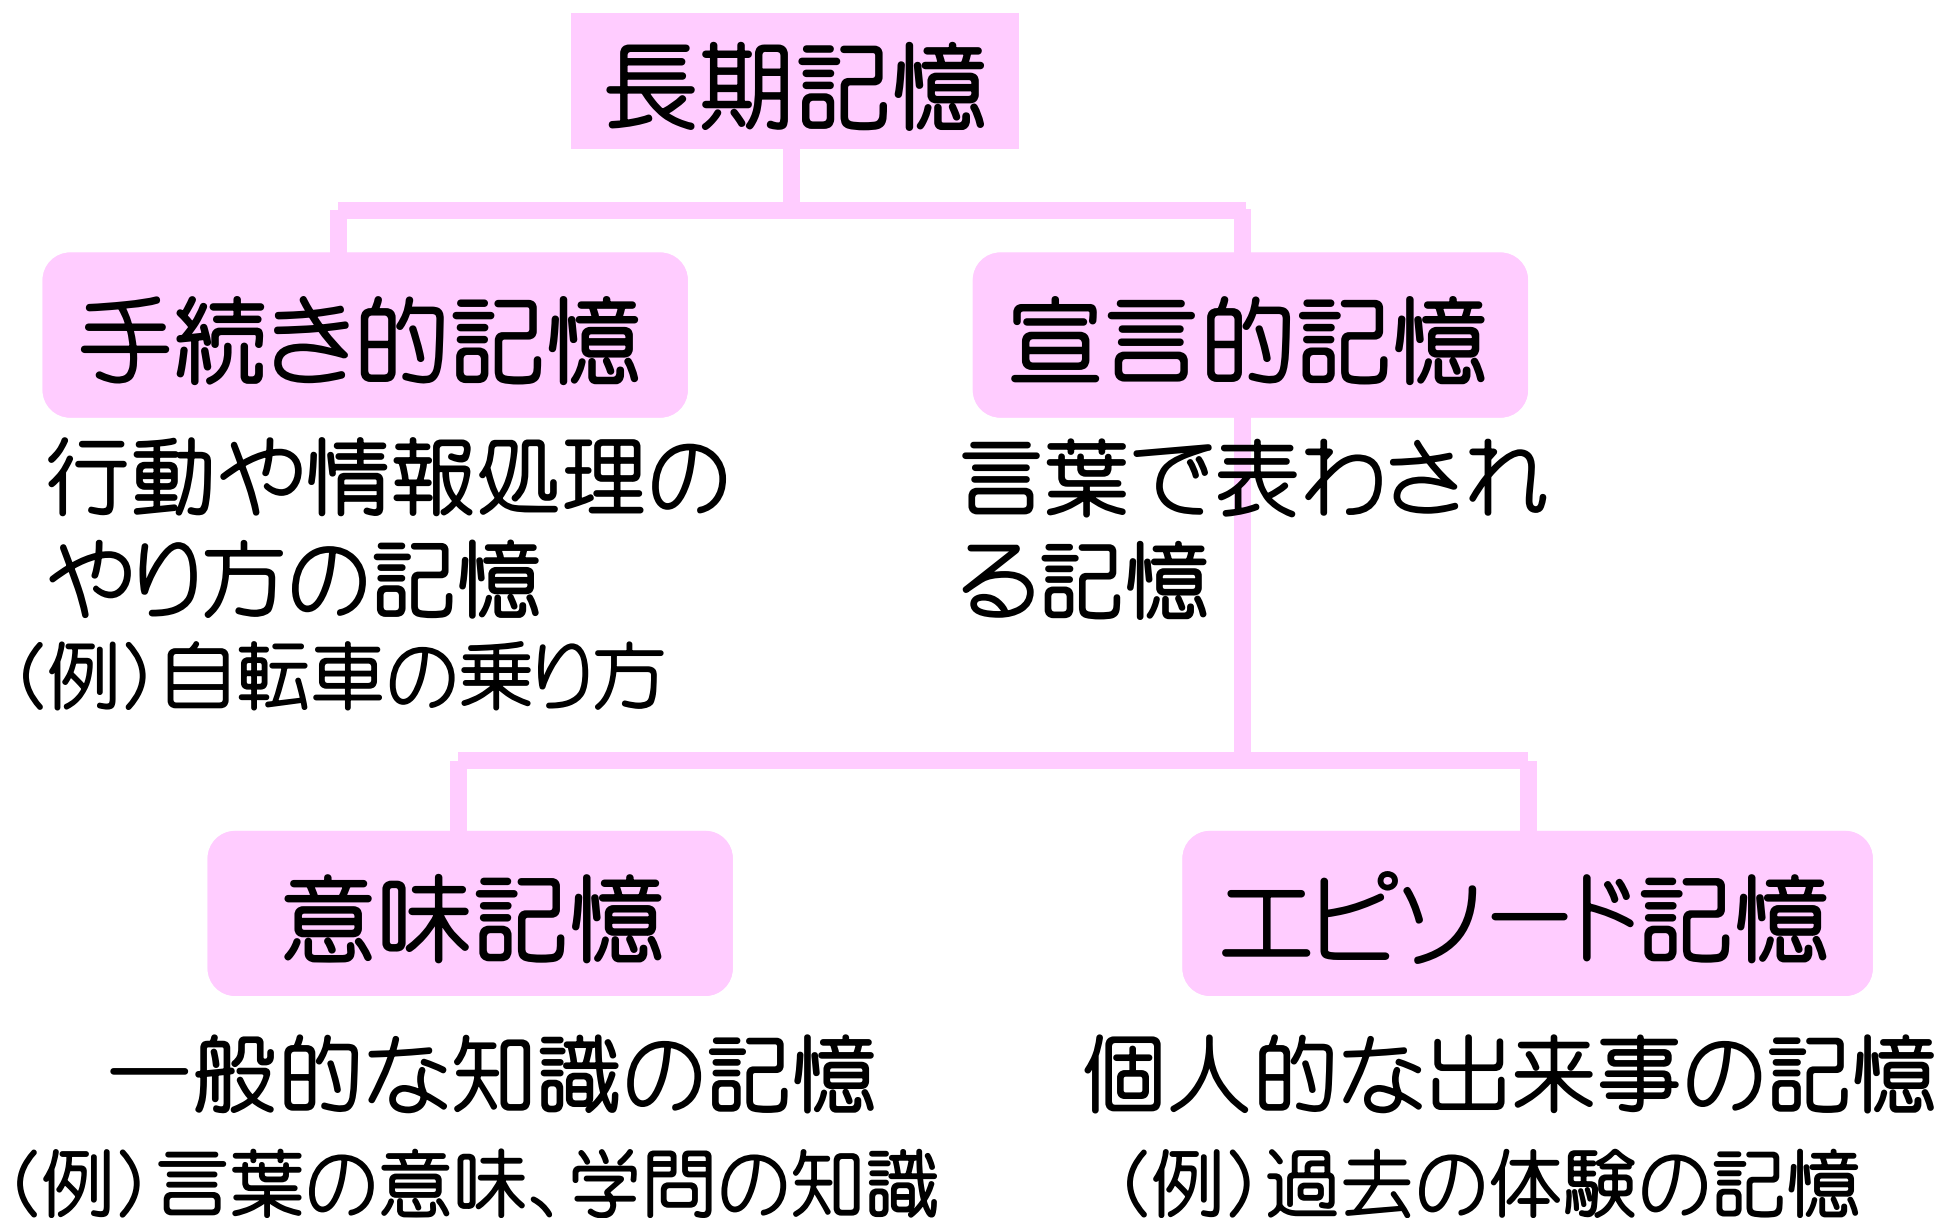 長期記憶
手続き的記憶
宣言的記憶
行動や情報処理の
やり方の記憶
(例)自転車の乗り方
言葉で表わされ
る記憶
意味記憶
エピソード記憶
一般的な知識の記憶
(例)言葉の意味、学問の知識
個人的な出来事の記憶
(例)過去の体験の記憶